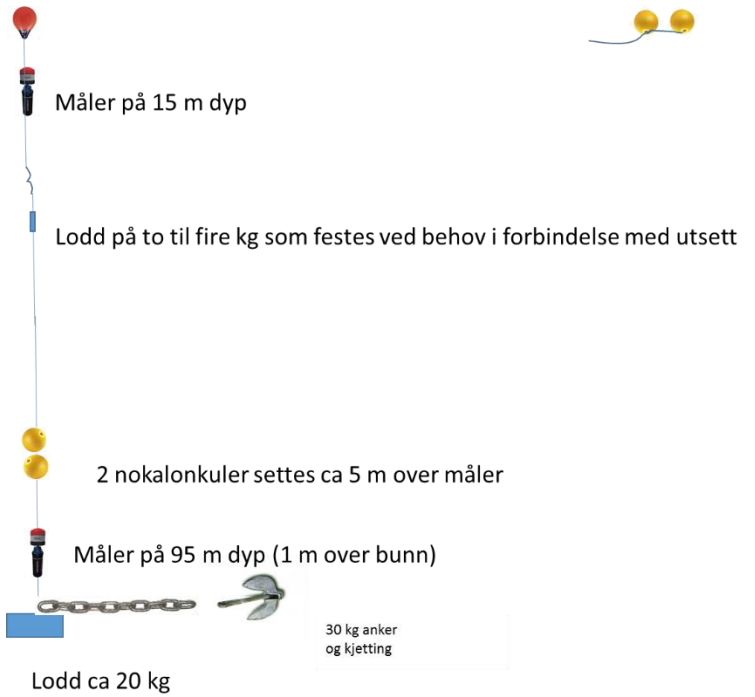 Måler på 15 m dyp
Lodd på to til fire kg som festes ved behov i forbindelse med utsett
2 nokalonkuler settes ca 5 m over måler
Måler på 95 m dyp (1 m over bunn)
30 kg anker
og kjetting
Lodd ca 20 kg